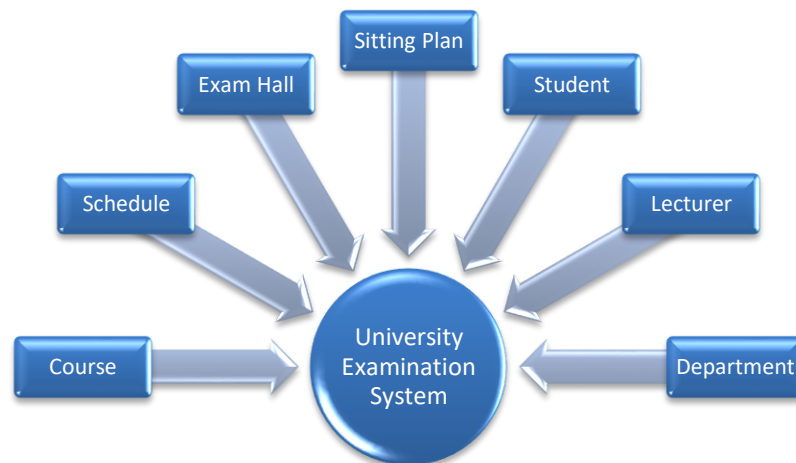 Sitting Plan
Exam Hall
Student
Schedule
Lecturer
University
Examination
System
Course
Department